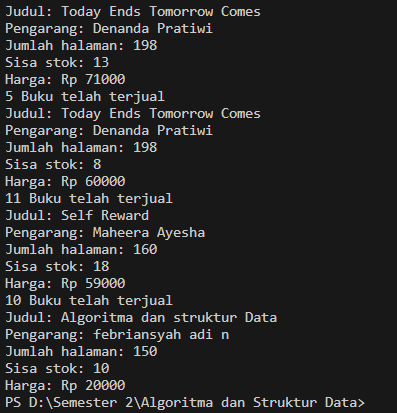 Judul: Today Ends Tomorrow Comes
Pengarang: Denanda Pratiwi
Jumlah halaman: 198
Sisa stok: 13
Harga: Rp 71000
5 Buku telah terjual
Judul: Today Ends Tomorrow Comes
Pengarang: Denanda Pratiwi
Jumlah halaman: 198
Sisa stok: 8
Harga: Rp 60000
11 Buku telah terjual
Judul: Self Reward
Pengarang: Maheera Ayesha
Jumlah halaman: 160
Sisa stok: 18
Harga: Rp 59000
10 Buku telah terjual
Judul: Algoritma dan struktur Data
Pengarang: febriansyah adi n
Jumlah halaman: 150
Sisa stok: 10
Harga: Rp 20000
PS D:\Semester 2\Algoritma dan Struktur Data>